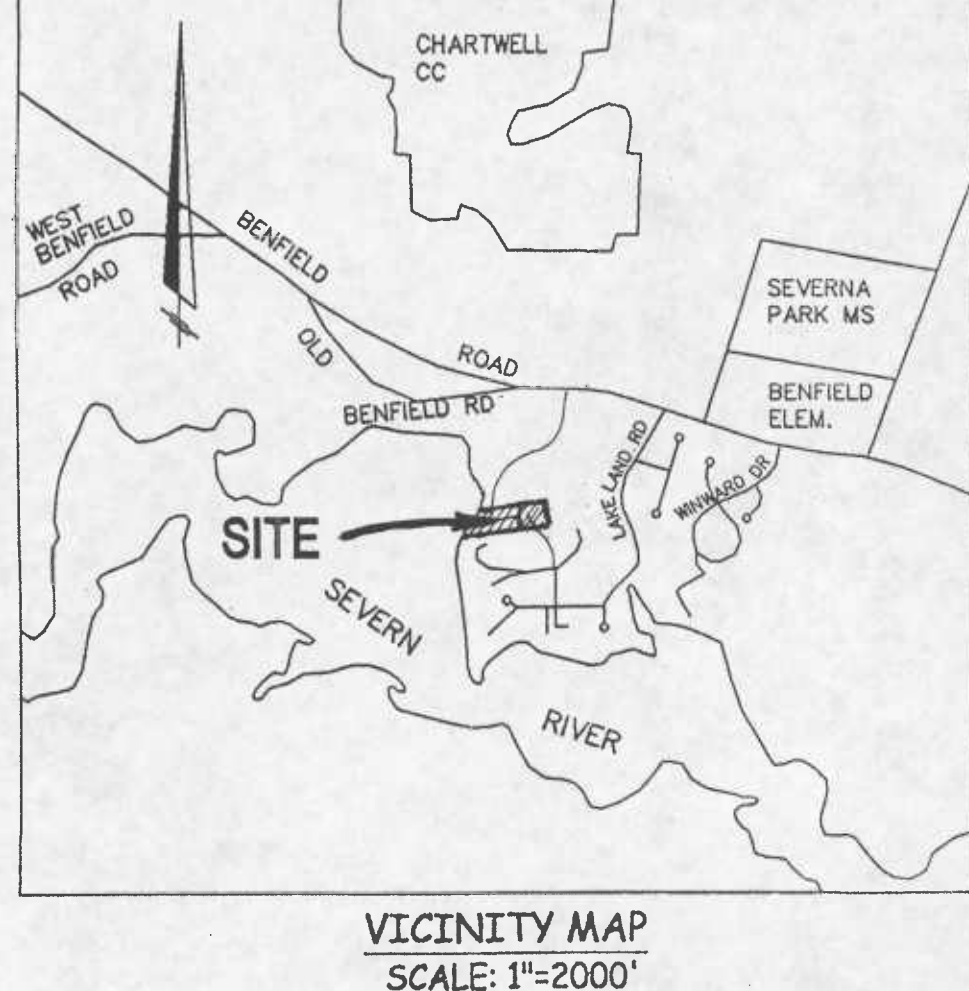 CHARTWELL
CC
WEST
BENFIELD
ROAD
BENFIELD
ROAD
OLD
BENFIELD RD
SEVERNA
PARK MS
BENFIELD
ELEM.
LAKE LAND RD
WINWARD DR
SITE
SEVERN
RIVER
VICINITY MAP
SCALE: 1"=2000'